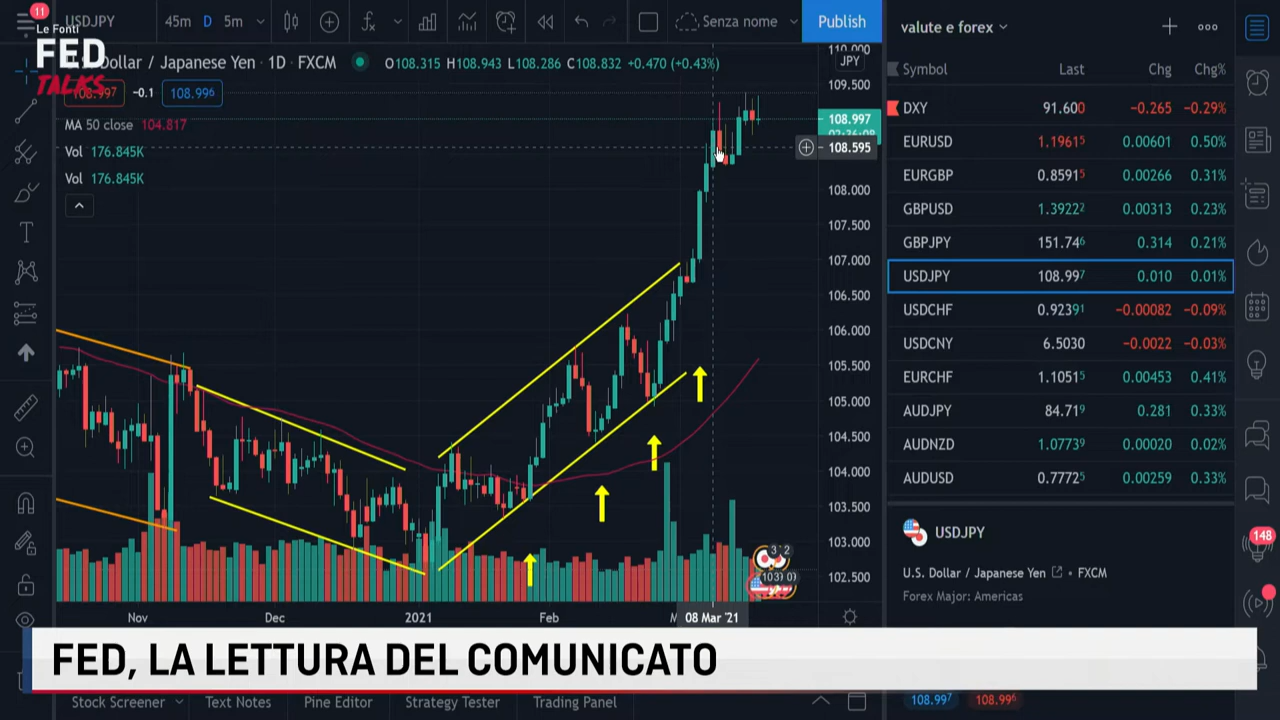 11
Le Fonti
FED
TALKS
USDJPY
45m D 5m
Senza nome
Publish
U.S. Dollar / Japanese Yen · 1D · FXCM
O108.315 H108.943 L108.286 C108.832 +0.470 (+0.43%)
108.997 -0.1 108.996
MA 50 close 104.817
Vol 176.845K
Vol 176.845K
110.000
JPY
109.500
108.997
02:36:08
108.595
108.000
107.500
107.000
106.500
106.000
105.500
105.000
104.500
104.000
103.500
103.000
102.500
Nov Dec 2021 Feb 08 Mar '21
valute e forex
Symbol Last Chg Chg%
DXY 91.600 −0.265 −0.29%
EURUSD 1.19615 0.00601 0.50%
EURGBP 0.85915 0.00266 0.31%
GBPUSD 1.39222 0.00313 0.23%
GBPJPY 151.746 0.314 0.21%
USDJPY 108.997 0.010 0.01%
USDCHF 0.92391 −0.00082 −0.09%
USDCNY 6.5030 −0.0022 −0.03%
EURCHF 1.10515 0.00453 0.41%
AUDJPY 84.719 0.281 0.33%
AUDNZD 1.07739 0.00020 0.02%
AUDUSD 0.77725 0.00259 0.33%
USDJPY
U.S. Dollar / Japanese Yen · FXCM
Forex Major: Americas
148
FED, LA LETTURA DEL COMUNICATO
Stock Screener Text Notes Pine Editor Strategy Tester Trading Panel
108.997 108.996